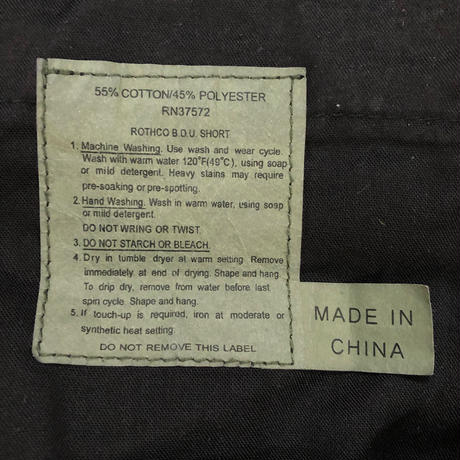 55% COTTON/45% POLYESTER
RN37572
ROTHCO B.D.U. SHORT
1. Machine Washing. Use wash and wear cycle.
Wash with warm water 120°F(49°C), using soap
or mild detergent. Heavy stains may require
pre-soaking or pre-spotting.
2. Hand Washing. Wash in warm water, using soap
or mild detergent.
DO NOT WRING OR TWIST
3. DO NOT STARCH OR BLEACH.
4. Dry in tumble dryer at warm setting. Remove
immediately at end of drying. Shape and hang.
To drip dry, remove from water before last
spin cycle. Shape and hang.
5. If touch-up is required, iron at moderate or
synthetic heat setting.
DO NOT REMOVE THIS LABEL
MADE IN
CHINA